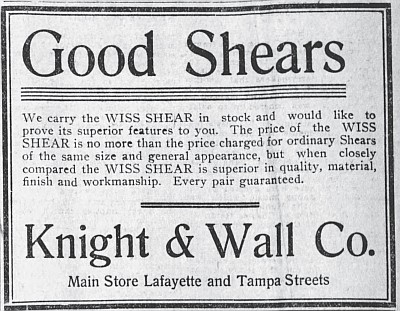 Good Shears
We carry the WISS SHEAR in stock and would like to
prove its superior features to you. The price of the WISS
SHEAR is no more than the price charged for ordinary Shears
of the same size and general appearance, but when closely
compared the WISS SHEAR is superior in quality, material,
finish and workmanship. Every pair guaranteed.
Knight & Wall Co.
Main Store Lafayette and Tampa Streets